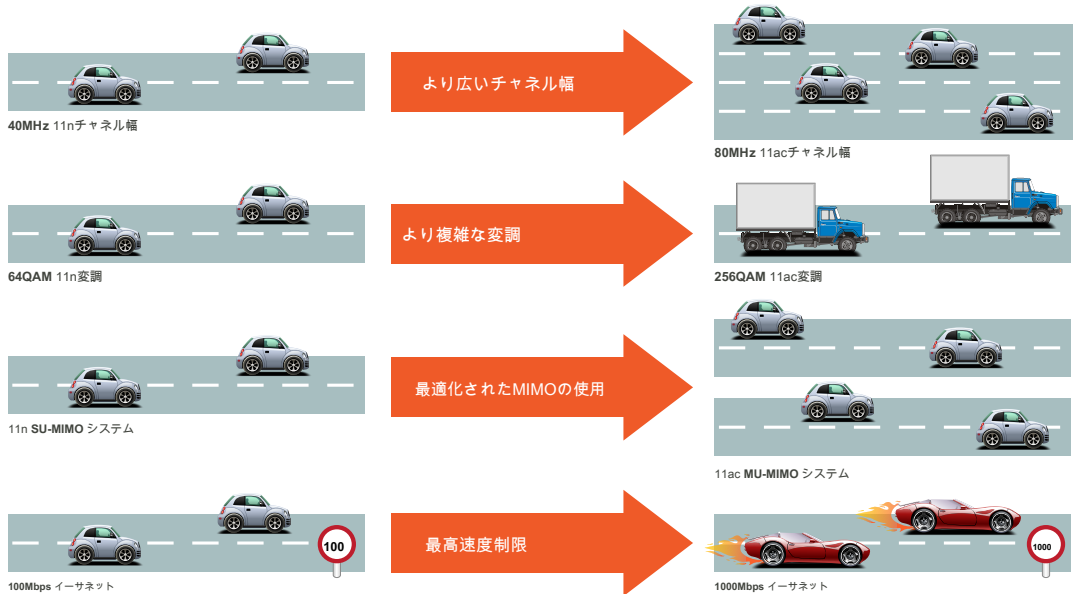 より広いチャネル幅
40MHz 11nチャネル幅
80MHz 11acチャネル幅
より複雑な変調
64QAM 11n変調
256QAM 11ac変調
最適化されたMIMOの使用
11n SU-MIMO システム
11ac MU-MIMO システム
100
最高速度制限
1000
100Mbps イーサネット
1000Mbps イーサネット